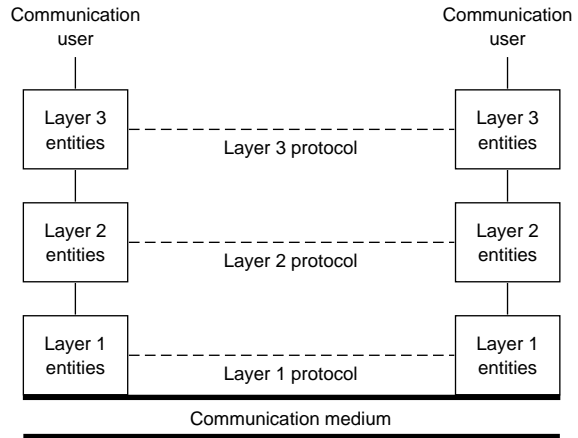 Communication
user
Communication
user
Layer 3
entities
Layer 3
entities
Layer 3 protocol
Layer 2
entities
Layer 2
entities
Layer 2 protocol
Layer 1
entities
Layer 1
entities
Layer 1 protocol
Communication medium